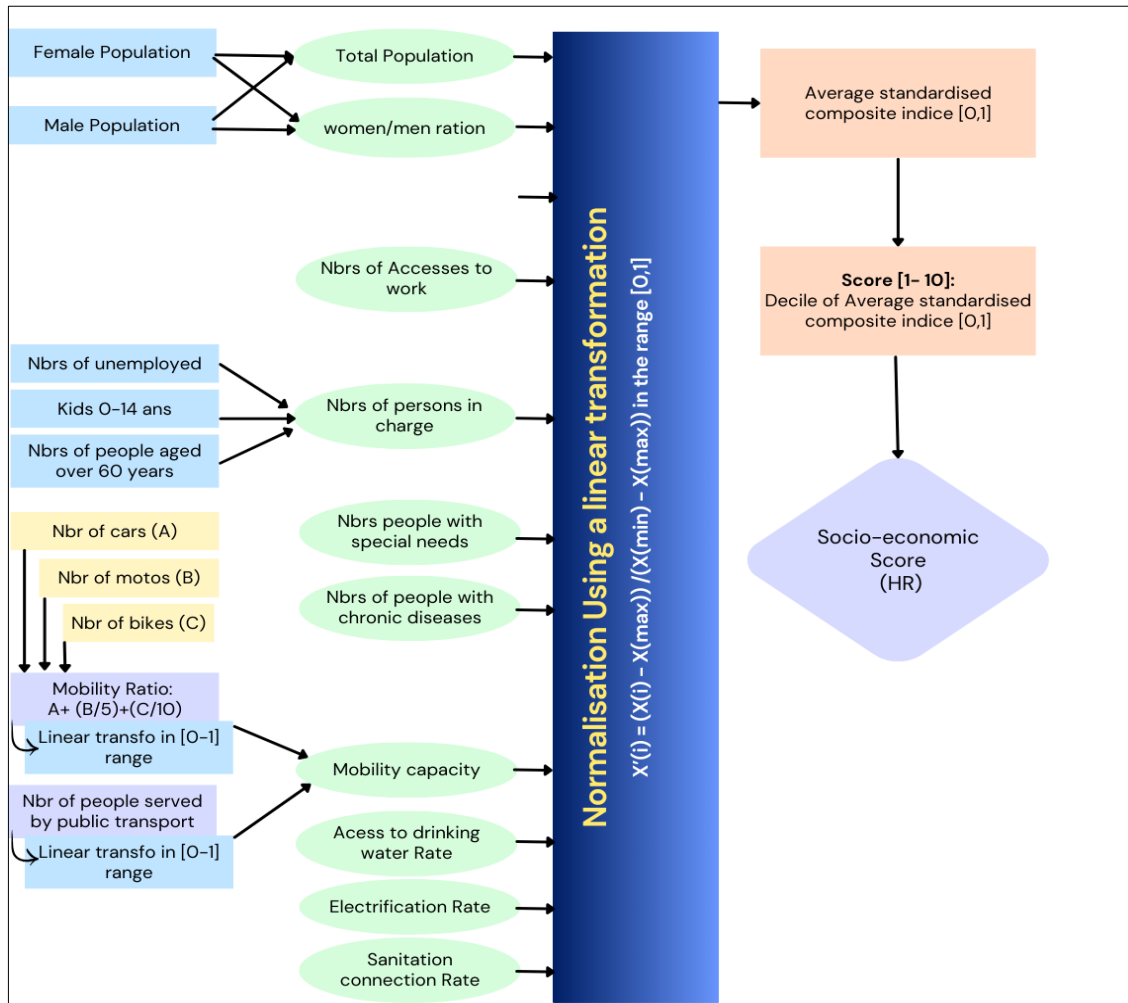 Female Population
Male Population
Total Population
women/men ration
Nbrs of Accesses to
work
Nbrs of unemployed
Kids 0-14 ans
Nbrs of people aged
over 60 years
Nbrs of persons in
charge
Nbrs people with
special needs
Nbrs of people with
chronic diseases
Nbr of cars (A)
Nbr of motos (B)
Nbr of bikes (C)
Mobility Ratio:
A+ (B/5)+(C/10)
Linear transfo in [0-1]
range
Nbr of people served
by public transport
Linear transfo in [0-1]
range
Mobility capacity
Acess to drinking
water Rate
Electrification Rate
Sanitation
connection Rate
Normalisation Using a linear transformation
X'(i) = (X(i) - X(max)) /(X(min) - X(max)) in the range [0,1]
Average standardised
composite indice [0,1]
Score [1- 10]:
Decile of Average standardised
composite indice [0,1]
Socio-economic
Score
(HR)